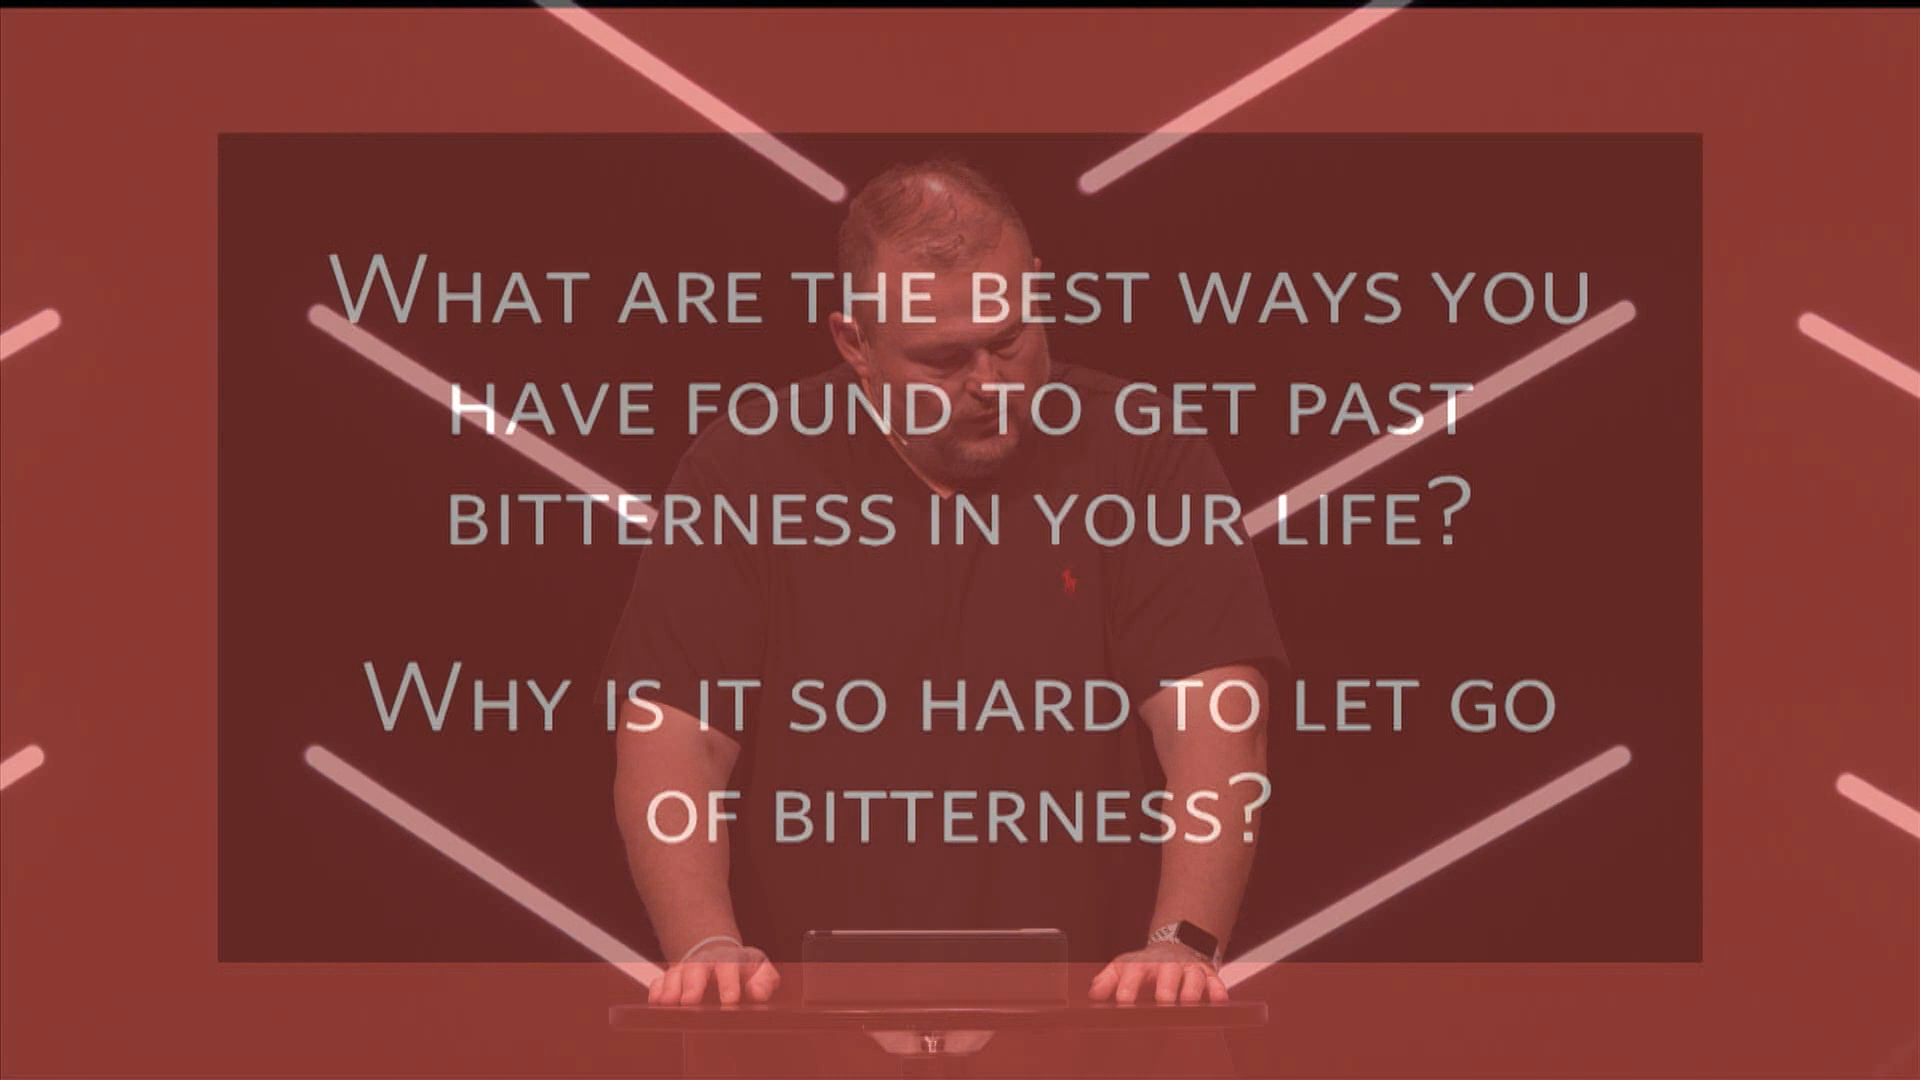 What are the best ways you
have found to get past
bitterness in your life?
Why is it so hard to let go
of bitterness?